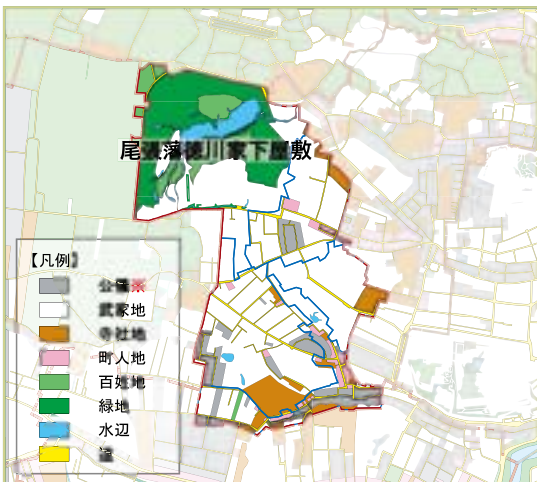 尾張藩徳川家下屋敷
【凡例】
武家地
寺社地
町人地
百姓地
緑地
水辺